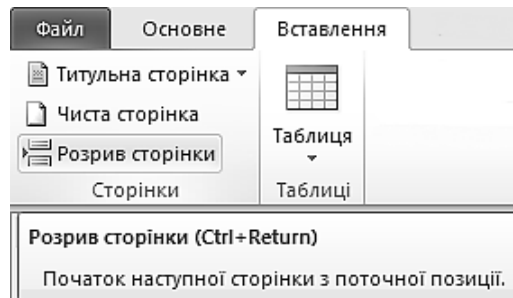 Файл Основне Вставлення
Титульна сторінка
Чиста сторінка
Розрив сторінки
Таблиця
Сторінки Таблиці
Розрив сторінки (Ctrl+Return)
Початок наступної сторінки з поточної позиції.